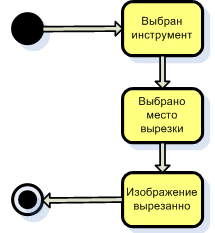 Выбран
инструмент
Выбрано
место
вырезки
Изображение
вырезанно